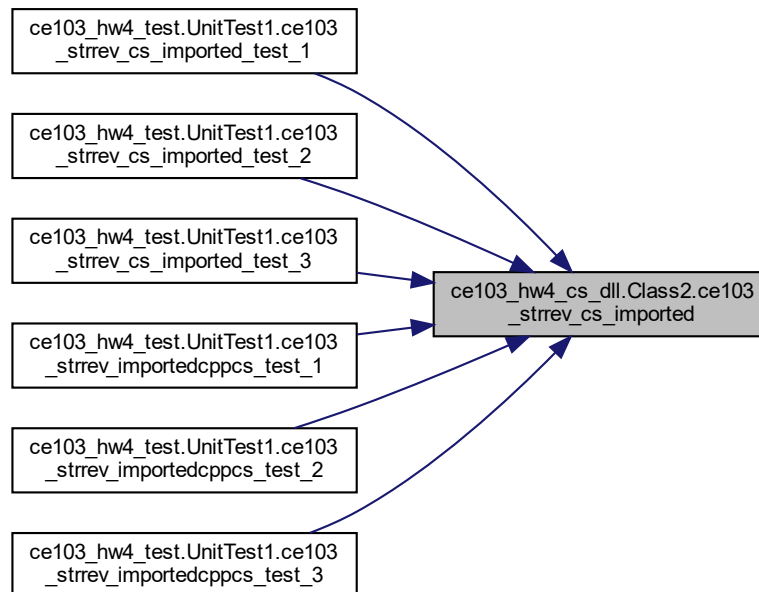 ce103_hw4_test.UnitTest1.ce103
_strrev_cs_imported_test_1
ce103_hw4_test.UnitTest1.ce103
_strrev_cs_imported_test_2
ce103_hw4_test.UnitTest1.ce103
_strrev_cs_imported_test_3
ce103_hw4_cs_dll.Class2.ce103
_strrev_cs_imported
ce103_hw4_test.UnitTest1.ce103
_strrev_importedcppcs_test_1
ce103_hw4_test.UnitTest1.ce103
_strrev_importedcppcs_test_2
ce103_hw4_test.UnitTest1.ce103
_strrev_importedcppcs_test_3